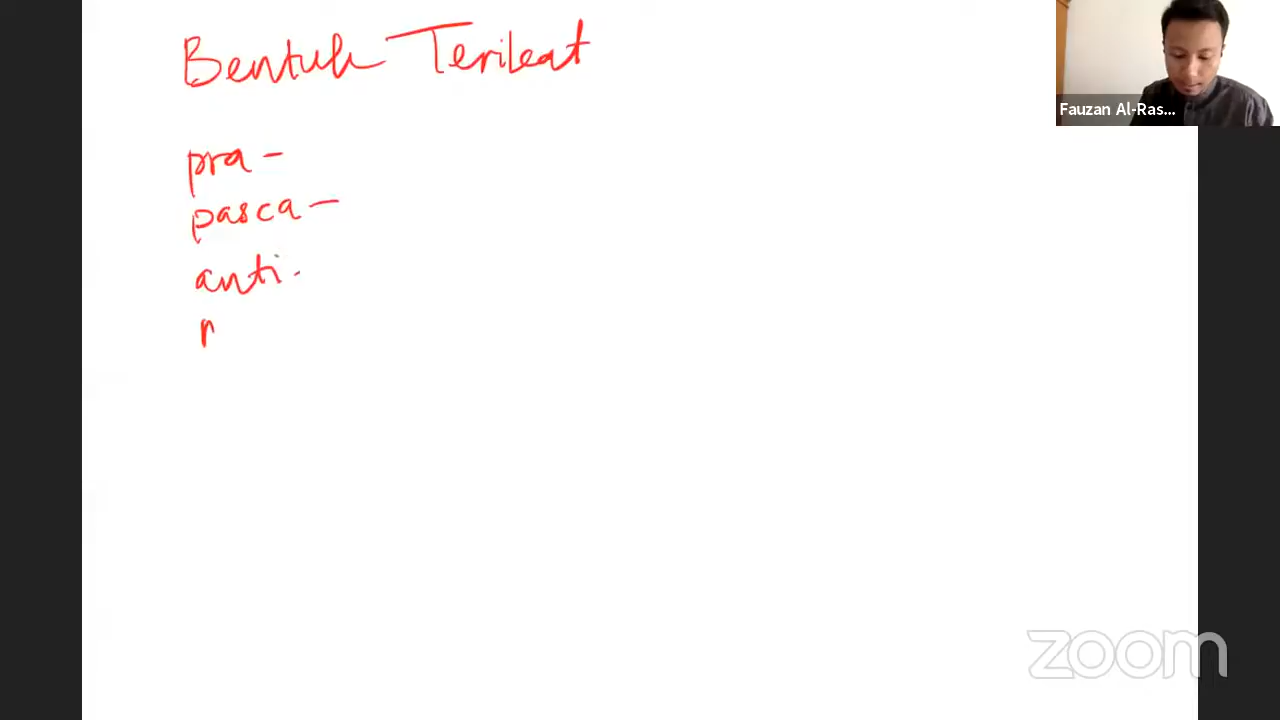 Bentuk Terikat
Fauzan Al-Ras...
pra -
pasca -
anti -
zoom